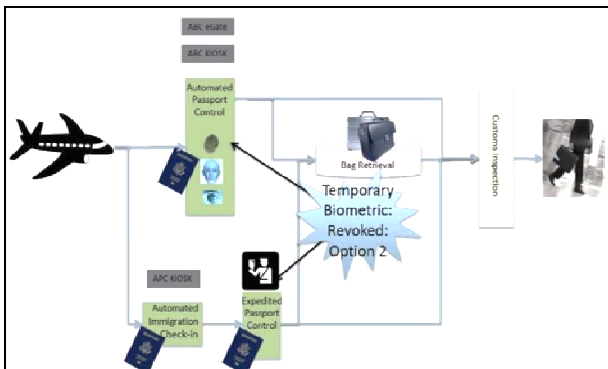 ABC eGate
ABC KIOSK
Automated
Passport
Control
Bag Retrieval
Customs Inspection
Temporary
Biometric:
Revoked:
Option 2
APC KIOSK
Automated
Immigration
Check-in
Expedited
Passport
Control